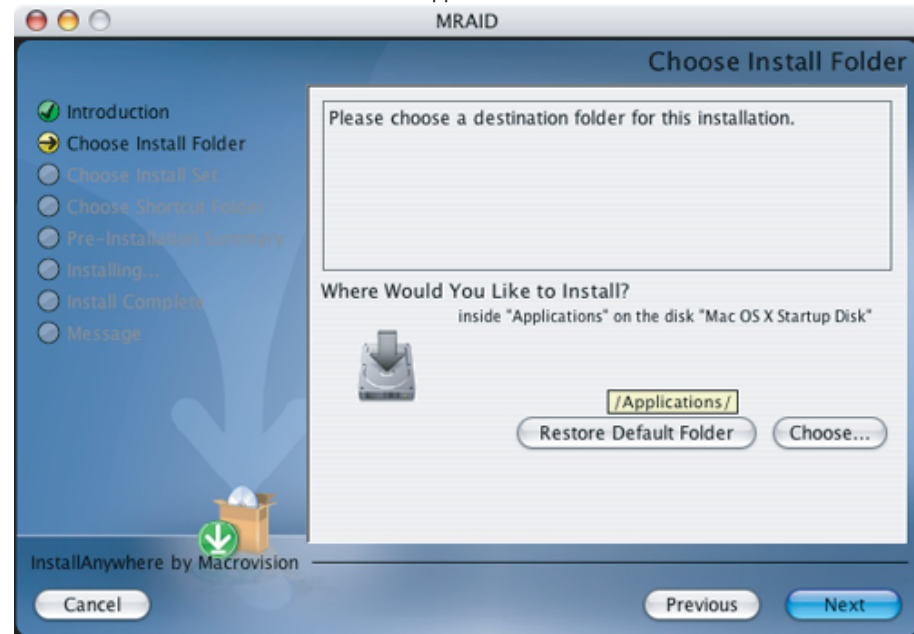 MRAID
Choose Install Folder
Introduction
Choose Install Folder
Choose Install Set
Choose Shortcut Folder
Pre-Installation Summary
Installing...
Install Complete
Message
Please choose a destination folder for this installation.
Where Would You Like to Install?
inside "Applications" on the disk "Mac OS X Startup Disk"
/Applications/
Restore Default Folder
Choose...
InstallAnywhere by Macrovision
Cancel
Previous
Next